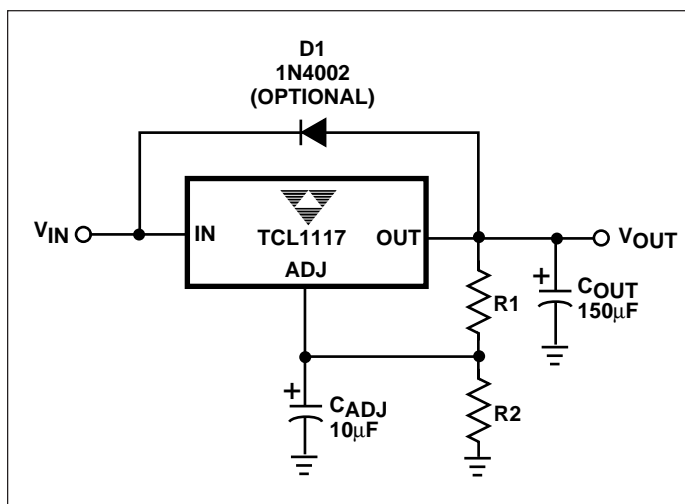 D1
1N4002
(OPTIONAL)
VIN
IN
TCL1117
OUT
ADJ
VOUT
+
COUT
150µF
R1
+
CADJ
10µF
R2